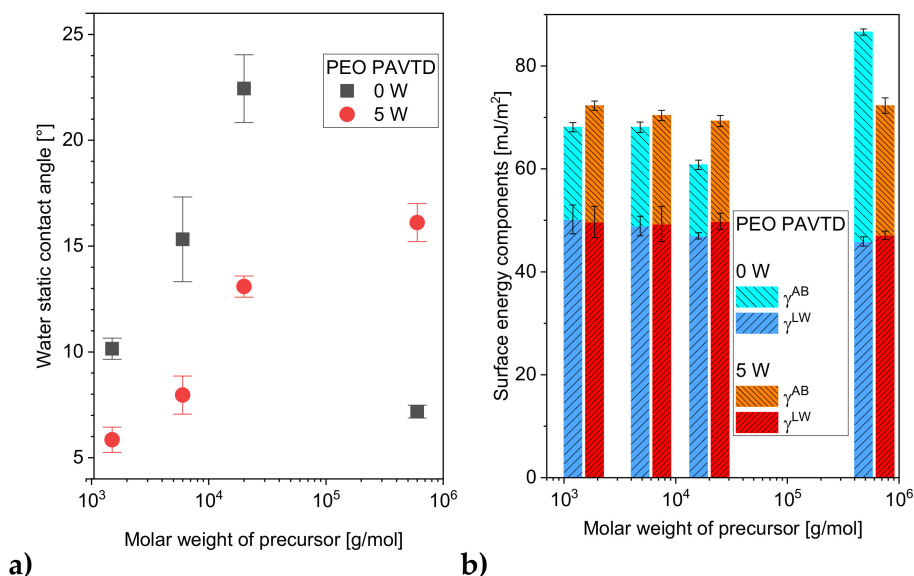 25
20
15
10
5
10³
10⁴
10⁵
10⁶
Water static contact angle [°]
Molar weight of precursor [g/mol]
PEO PAVTD
0 W
5 W
a)
80
60
40
20
0
10³
10⁴
10⁵
10⁶
Surface energy components [mJ/m²]
Molar weight of precursor [g/mol]
PEO PAVTD
0 W
γᴬᴮ
γᴸᵂ
5 W
γᴬᴮ
γᴸᵂ
b)